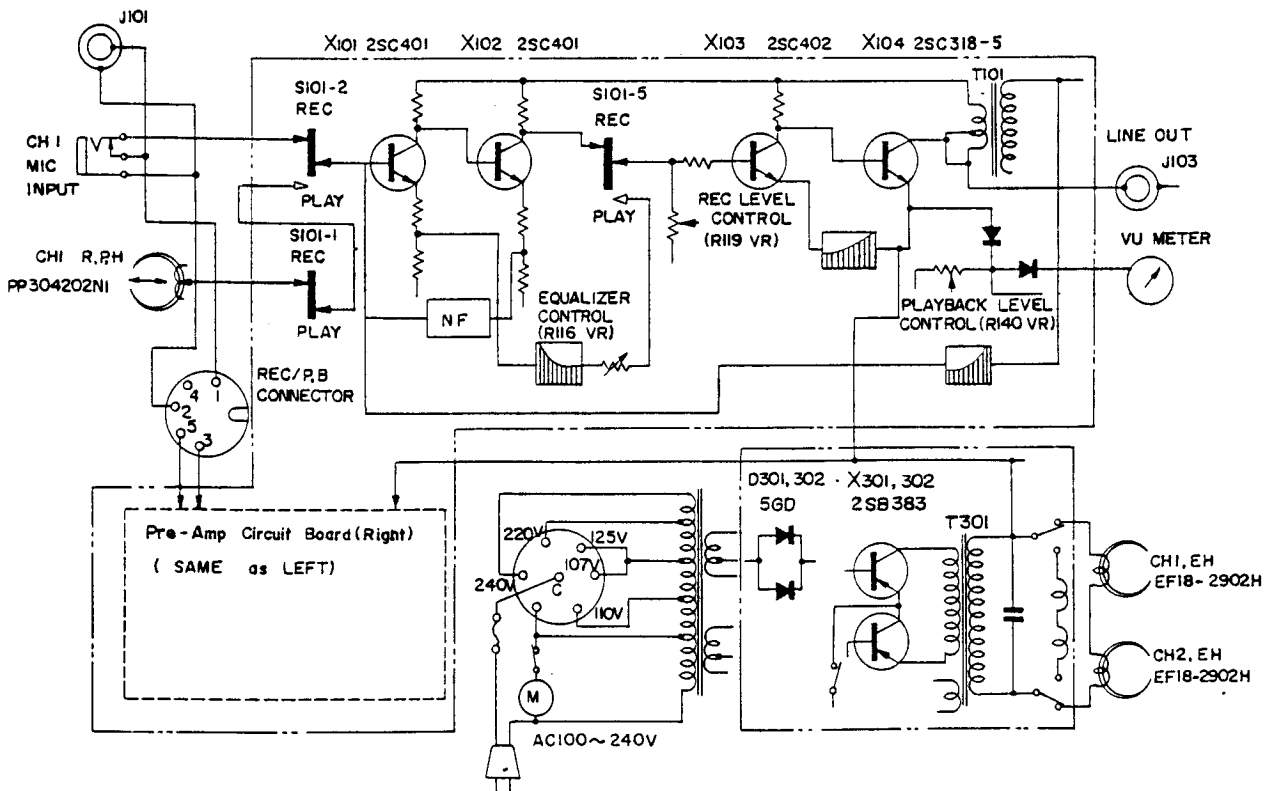 J101
X101 2SC401
X102 2SC401
X103 2SC402
X104 2SC318-5
T101
S101-2
REC
PLAY
S101-5
REC
PLAY
CH 1
MIC
INPUT
LINE OUT
J103
REC LEVEL
CONTROL
(R119 VR)
S101-1
REC
PLAY
CH1 R,P,H
PP304202N1
VU METER
NF
EQUALIZER
CONTROL
(R116 VR)
PLAYBACK LEVEL
CONTROL (R140 VR)
REC/P,B
CONNECTOR
4
1
2
5
3
D301,302 · X301,302
5GD
2SB383
T301
Pre-Amp Circuit Board (Right)
( SAME as LEFT)
220V
125V
107V
240V
C
110V
M
AC100~240V
CH1, EH
EF18-2902H
CH2, EH
EF18-2902H